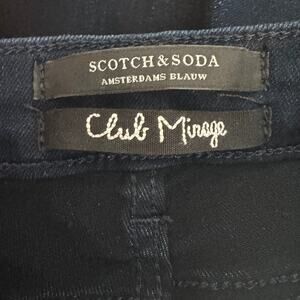 SCOTCH & SODA
AMSTERDAMS BLAUW
Club Mirage